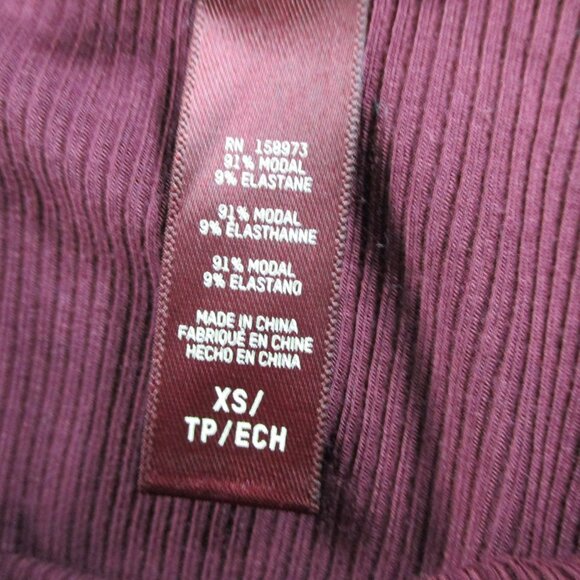 RN 158973
91% MODAL
9% ELASTANE
91% MODAL
9% ELASTHANNE
91% MODAL
9% ELASTANO
MADE IN CHINA
FABRIQUÉ EN CHINE
HECHO EN CHINA
XS/
TP/ECH